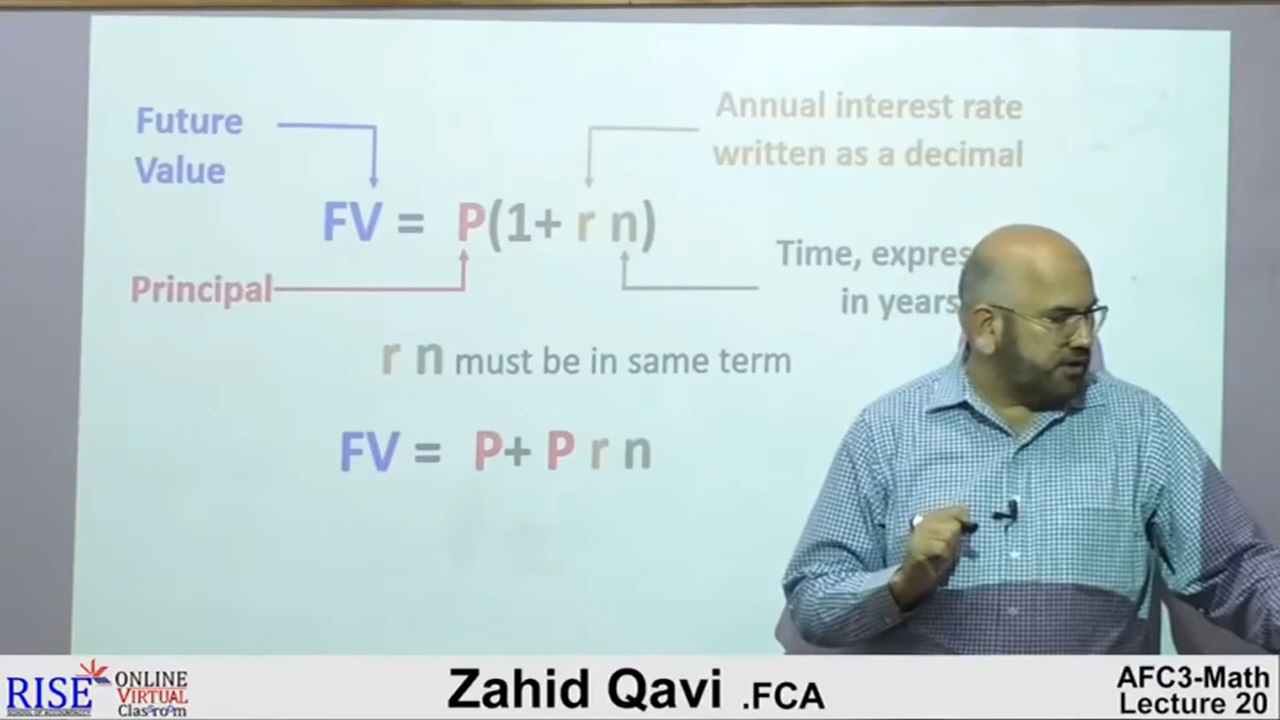 Future
Value
Annual interest rate
written as a decimal
FV = P(1+ r n)
Principal
Time, expres
in years
r n must be in same term
FV = P+ P r n
RISE ONLINE
VIRTUAL
Classroom
Zahid Qavi .FCA
AFC3-Math
Lecture 20